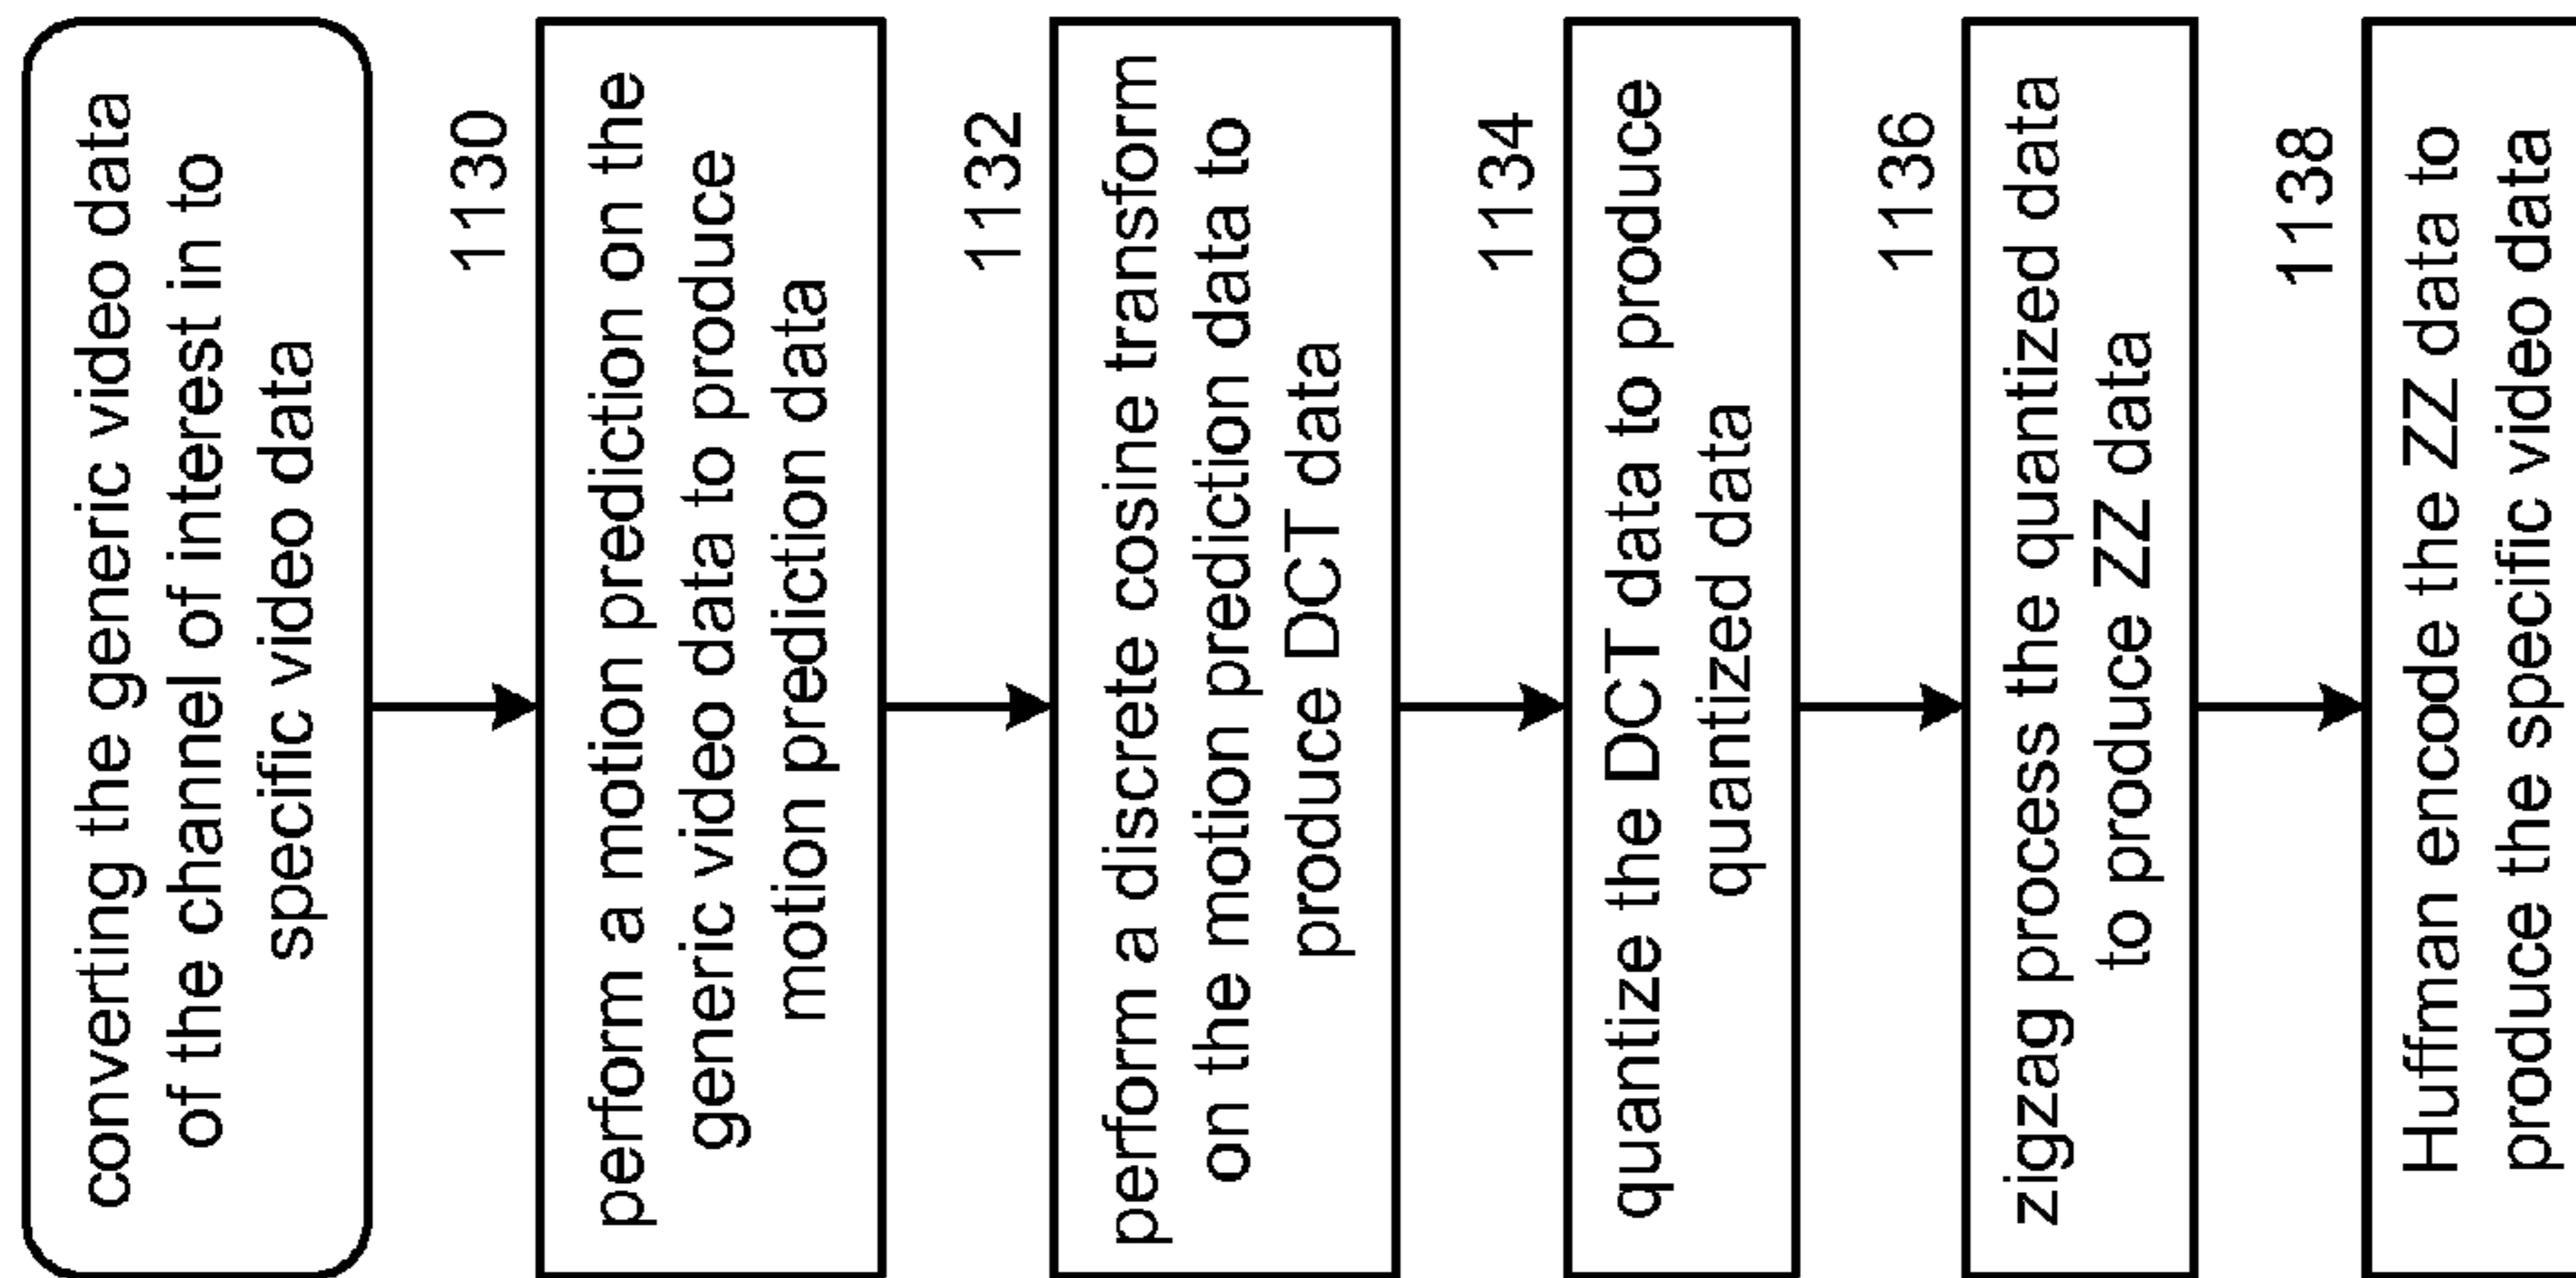 converting the generic video data
of the channel of interest in to
specific video data
1130
perform a motion prediction on the
generic video data to produce
motion prediction data
1132
perform a discrete cosine transform
on the motion prediction data to
produce DCT data
1134
quantize the DCT data to produce
quantized data
1136
zigzag process the quantized data
to produce ZZ data
1138
Huffman encode the ZZ data to
produce the specific video data